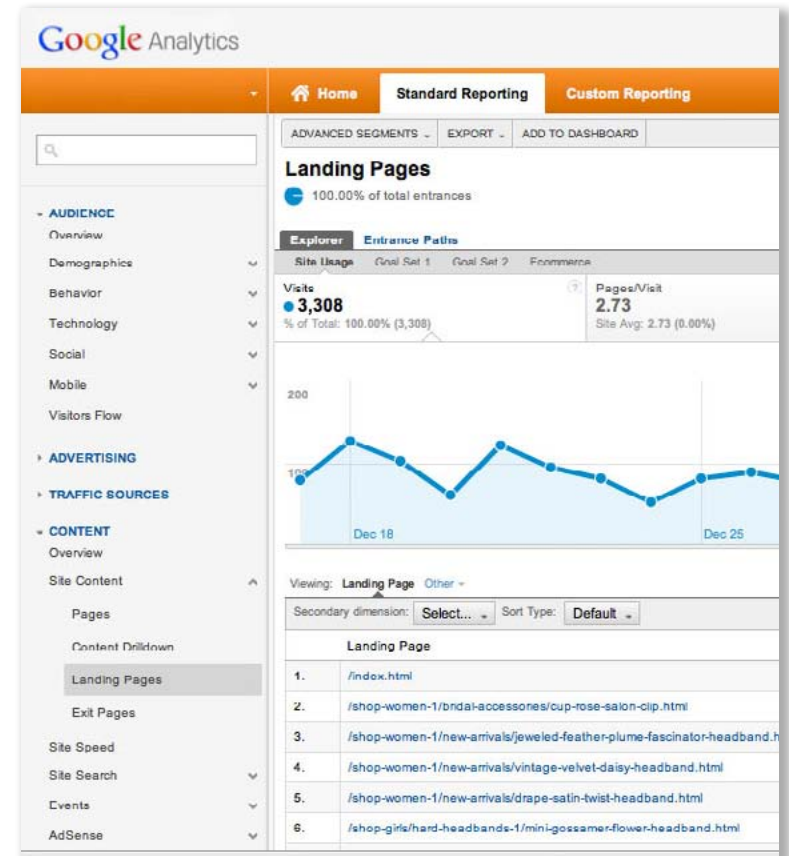 Google Analytics
Home Standard Reporting Custom Reporting
ADVANCED SEGMENTS EXPORT ADD TO DASHBOARD
Landing Pages
100.00% of total entrances
Explorer Entrance Paths
Site Usage Goal Set 1 Goal Set 2 Ecommerce
Visits
3,308
% of Total: 100.00% (3,308)
?
Pages/Visit
2.73
Site Avg: 2.73 (0.00%)
200
100
Dec 18 Dec 25
Viewing: Landing Page Other
Secondary dimension: Select... Sort Type: Default
Landing Page
1. /index.html
2. /shop-women-1/bridal-accessories/cup-rose-salon-clip.html
3. /shop-women-1/new-arrivals/jeweled-feather-plume-fascinator-headband.h
4. /shop-women-1/new-arrivals/vintage-velvet-daisy-headband.html
5. /shop-women-1/new-arrivals/drape-satin-twist-headband.html
6. /shop-girls/hard-headbands-1/mini-gossamer-flower-headband.html
AUDIENCE
Overview
Demographics
Behavior
Technology
Social
Mobile
Visitors Flow
ADVERTISING
TRAFFIC SOURCES
CONTENT
Overview
Site Content
Pages
Content Drilldown
Landing Pages
Exit Pages
Site Speed
Site Search
Events
AdSense